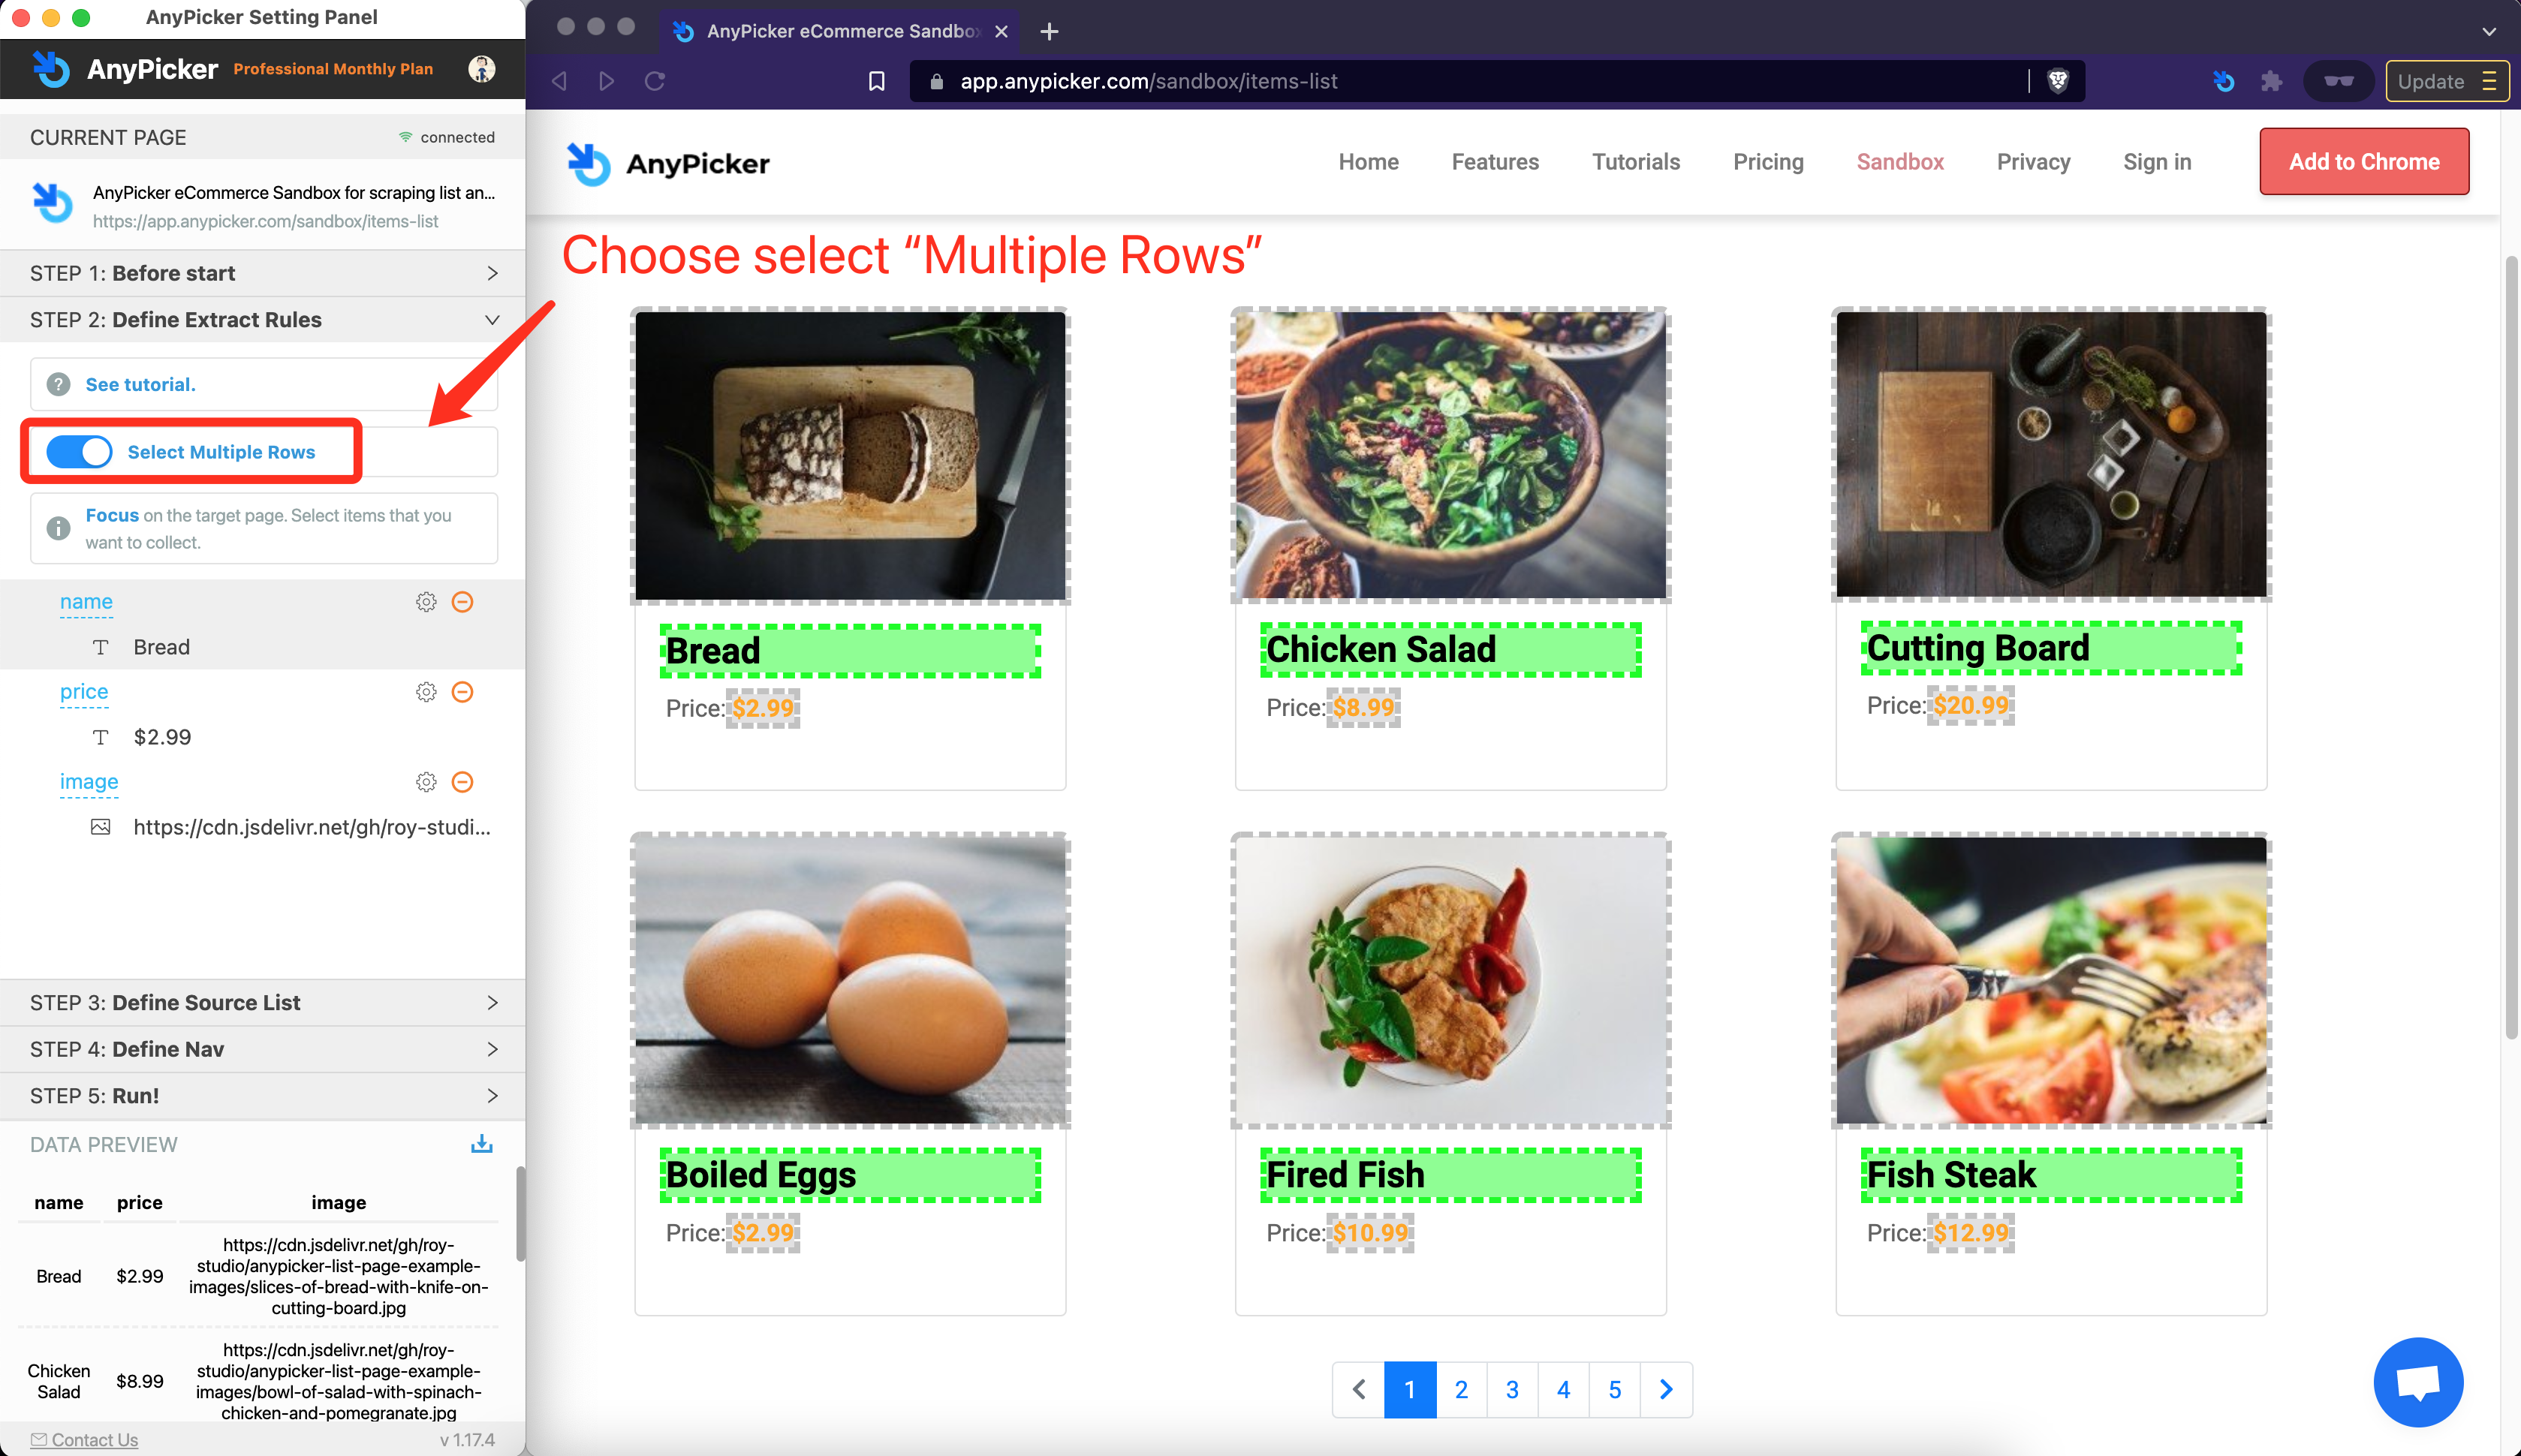 AnyPicker Setting Panel
AnyPicker Professional Monthly Plan
CURRENT PAGE connected
AnyPicker eCommerce Sandbox for scraping list an...
https://app.anypicker.com/sandbox/items-list
STEP 1: Before start
STEP 2: Define Extract Rules
? See tutorial.
Select Multiple Rows
i Focus on the target page. Select items that you
want to collect.
name
T Bread
price
T $2.99
image
https://cdn.jsdelivr.net/gh/roy-studi...
STEP 3: Define Source List
STEP 4: Define Nav
STEP 5: Run!
DATA PREVIEW
name price image
Bread $2.99 https://cdn.jsdelivr.net/gh/roy-
studio/anypicker-list-page-example-
images/slices-of-bread-with-knife-on-
cutting-board.jpg
Chicken
Salad $8.99 https://cdn.jsdelivr.net/gh/roy-
studio/anypicker-list-page-example-
images/bowl-of-salad-with-spinach-
chicken-and-pomegranate.jpg
Contact Us v 1.17.4
AnyPicker eCommerce Sandbox
app.anypicker.com/sandbox/items-list
Update
AnyPicker
Home Features Tutorials Pricing Sandbox Privacy Sign in Add to Chrome
Choose select “Multiple Rows”
Bread Chicken Salad Cutting Board
Price:$2.99 Price:$8.99 Price:$20.99
Boiled Eggs Fired Fish Fish Steak
Price:$2.99 Price:$10.99 Price:$12.99
1 2 3 4 5